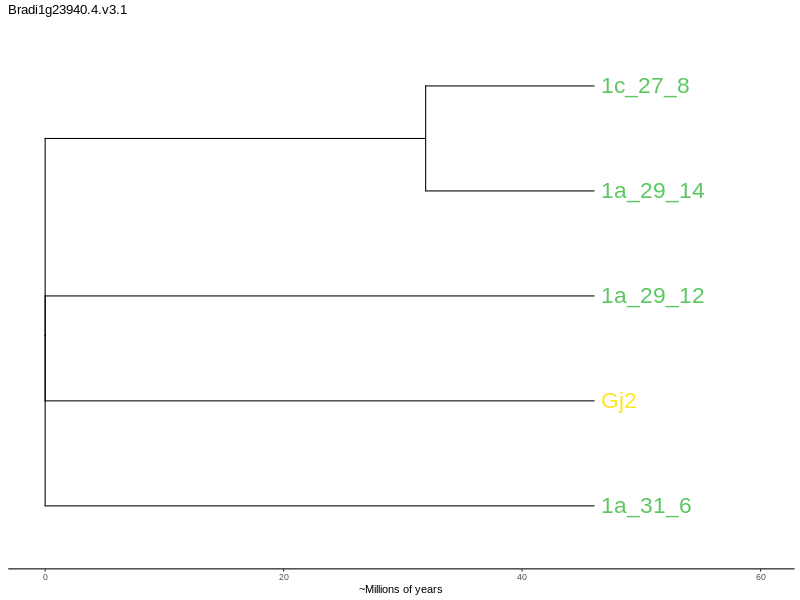 Bradi1g23940.4.v3.1
1c_27_8
1a_29_14
1a_29_12
Gj2
1a_31_6
0 20 40 60
~Millions of years